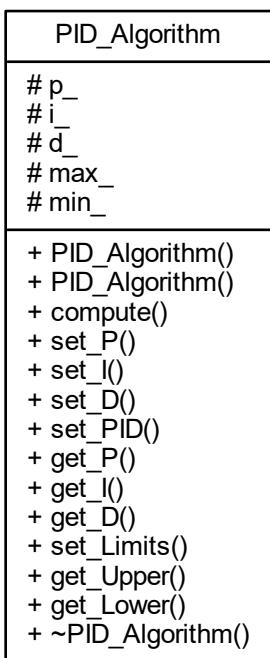 PID_Algorithm
# p_
# i_
# d_
# max_
# min_
+ PID_Algorithm()
+ PID_Algorithm()
+ compute()
+ set_P()
+ set_I()
+ set_D()
+ set_PID()
+ get_P()
+ get_I()
+ get_D()
+ set_Limits()
+ get_Upper()
+ get_Lower()
+ ~PID_Algorithm()